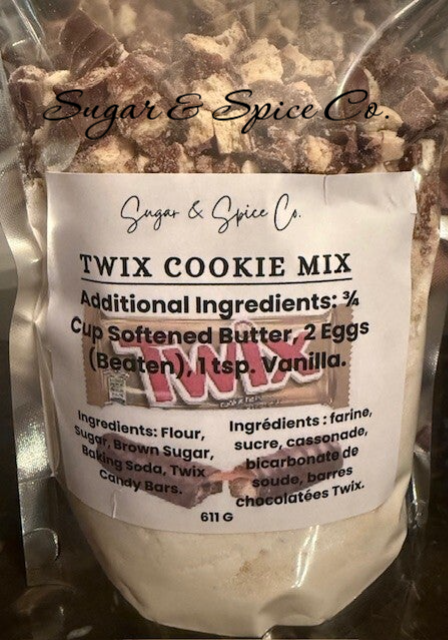 Sugar & Spice Co.
Sugar & Spice Co.
TWIX COOKIE MIX
Additional Ingredients: ¾
Cup Softened Butter, 2 Eggs
(Beaten), 1 tsp. Vanilla.
TWIX
Ingredients: Flour,
Sugar, Brown Sugar,
Baking Soda, Twix
Candy Bars.
Ingrédients : farine,
sucre, cassonade,
bicarbonate de
soude, barres
chocolatées Twix.
611 G